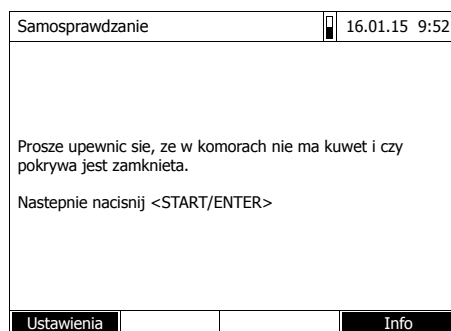 Samosprawdzanie 16.01.15 9:52
Prosze upewnic sie, ze w komorach nie ma kuwet i czy
pokrywa jest zamknieta.
Nastepnie nacisnij <START/ENTER>
Ustawienia Info